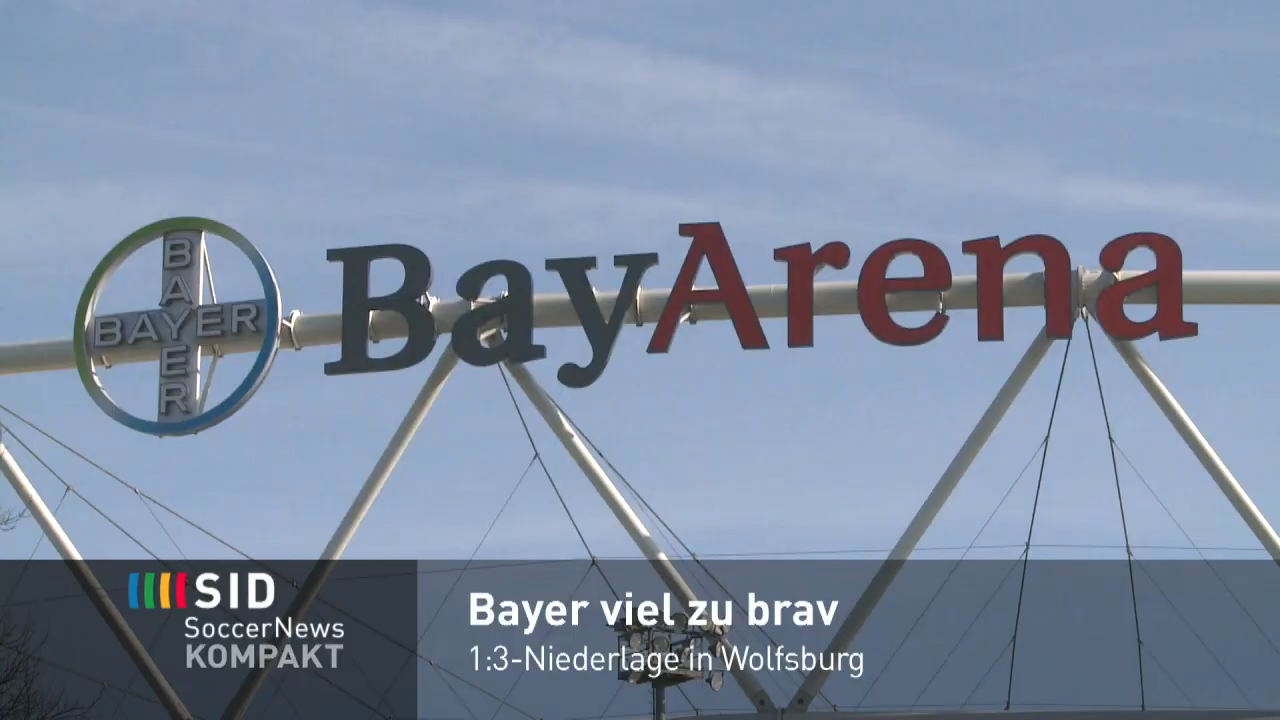 BAYER
BAYER
BayArena
SID
SoccerNews
KOMPAKT
Bayer viel zu brav
1:3-Niederlage in Wolfsburg